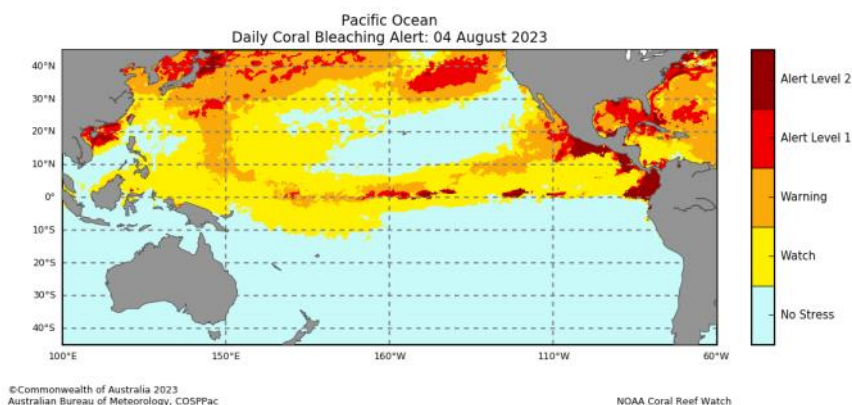 Pacific Ocean
Daily Coral Bleaching Alert: 04 August 2023
40°N
30°N
20°N
10°N
0°
10°S
20°S
30°S
40°S
100°E
150°E
160°W
110°W
60°W
Alert Level 2
Alert Level 1
Warning
Watch
No Stress
©Commonwealth of Australia 2023
Australian Bureau of Meteorology, COSPPac
NOAA Coral Reef Watch